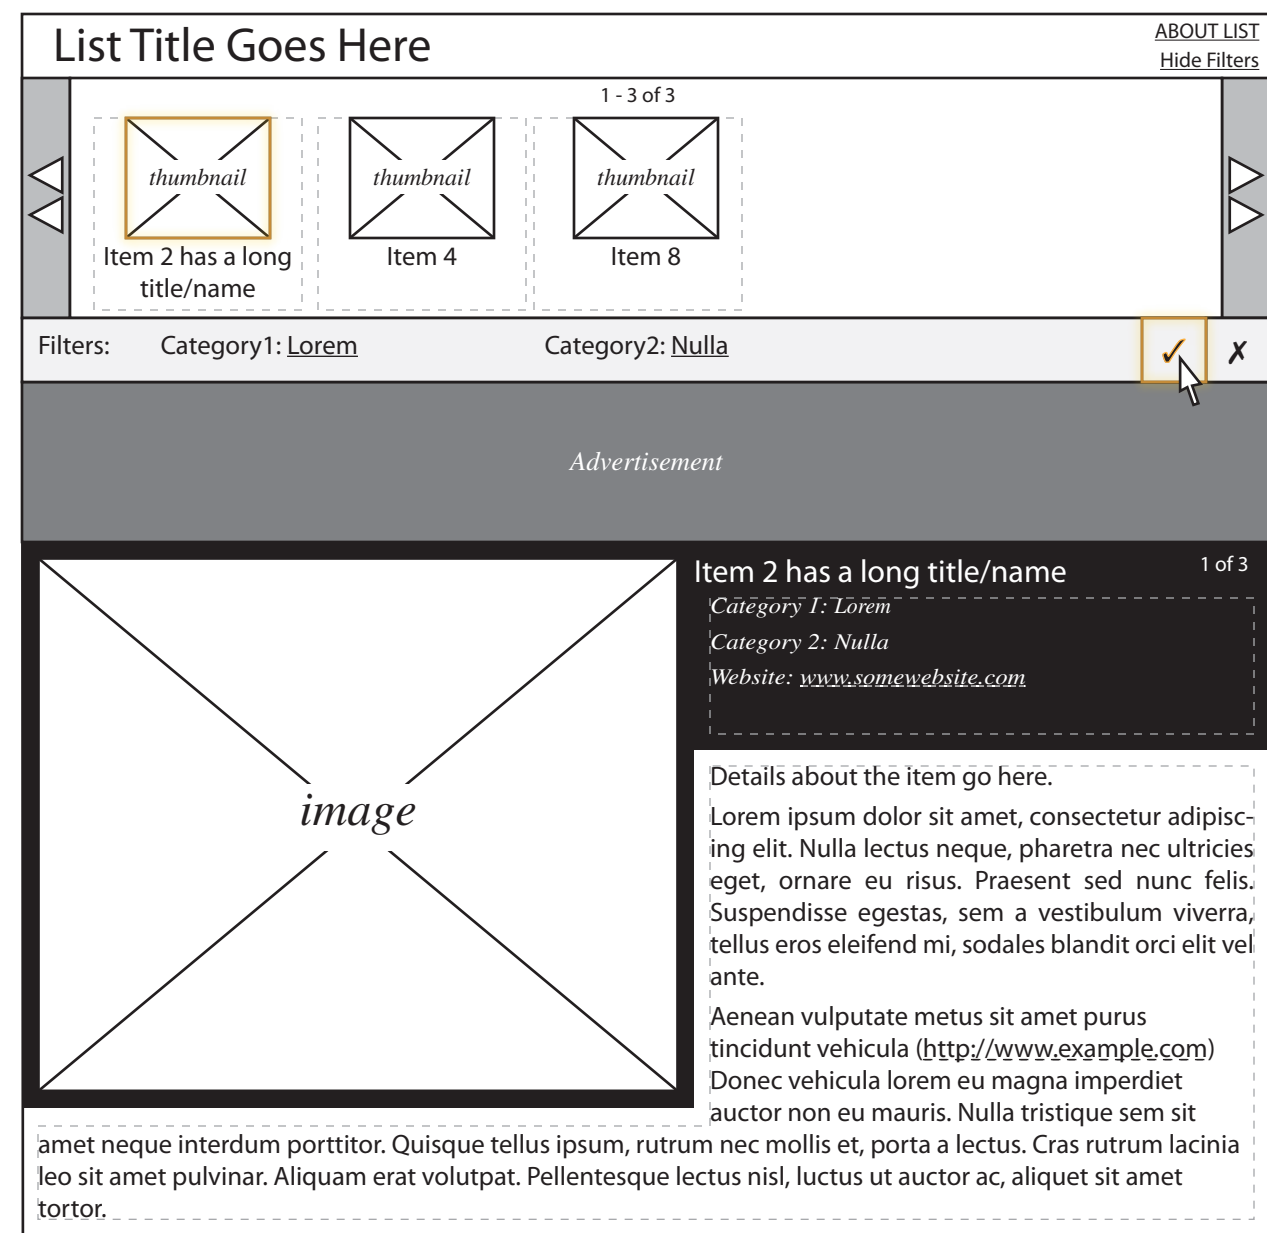 List Title Goes Here
ABOUT LIST
Hide Filters
1 - 3 of 3
thumbnail
thumbnail
thumbnail
Item 2 has a long
title/name
Item 4
Item 8
Filters:
Category1: Lorem
Category2: Nulla
✓
✗
Advertisement
image
Item 2 has a long title/name
1 of 3
Category 1: Lorem
Category 2: Nulla
Website: www.somewebsite.com
Details about the item go here.
Lorem ipsum dolor sit amet, consectetur adipisc-
ing elit. Nulla lectus neque, pharetra nec ultricies
eget, ornare eu risus. Praesent sed nunc felis.
Suspendisse egestas, sem a vestibulum viverra,
tellus eros eleifend mi, sodales blandit orci elit vel
ante.
Aenean vulputate metus sit amet purus
tincidunt vehicula (http://www.example.com)
Donec vehicula lorem eu magna imperdiet
auctor non eu mauris. Nulla tristique sem sit
amet neque interdum porttitor. Quisque tellus ipsum, rutrum nec mollis et, porta a lectus. Cras rutrum lacinia
leo sit amet pulvinar. Aliquam erat volutpat. Pellentesque lectus nisl, luctus ut auctor ac, aliquet sit amet
tortor.